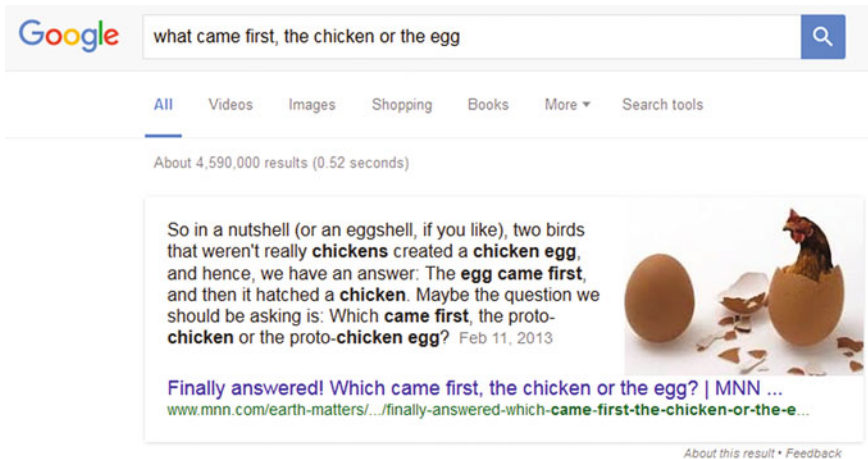 Google
what came first, the chicken or the egg
All Videos Images Shopping Books More Search tools
About 4,590,000 results (0.52 seconds)
So in a nutshell (or an eggshell, if you like), two birds
that weren't really chickens created a chicken egg,
and hence, we have an answer: The egg came first,
and then it hatched a chicken. Maybe the question we
should be asking is: Which came first, the proto-
chicken or the proto-chicken egg? Feb 11, 2013
Finally answered! Which came first, the chicken or the egg? | MNN ...
www.mnn.com/earth-matters/.../finally-answered-which-came-first-the-chicken-or-the-e...
About this result • Feedback